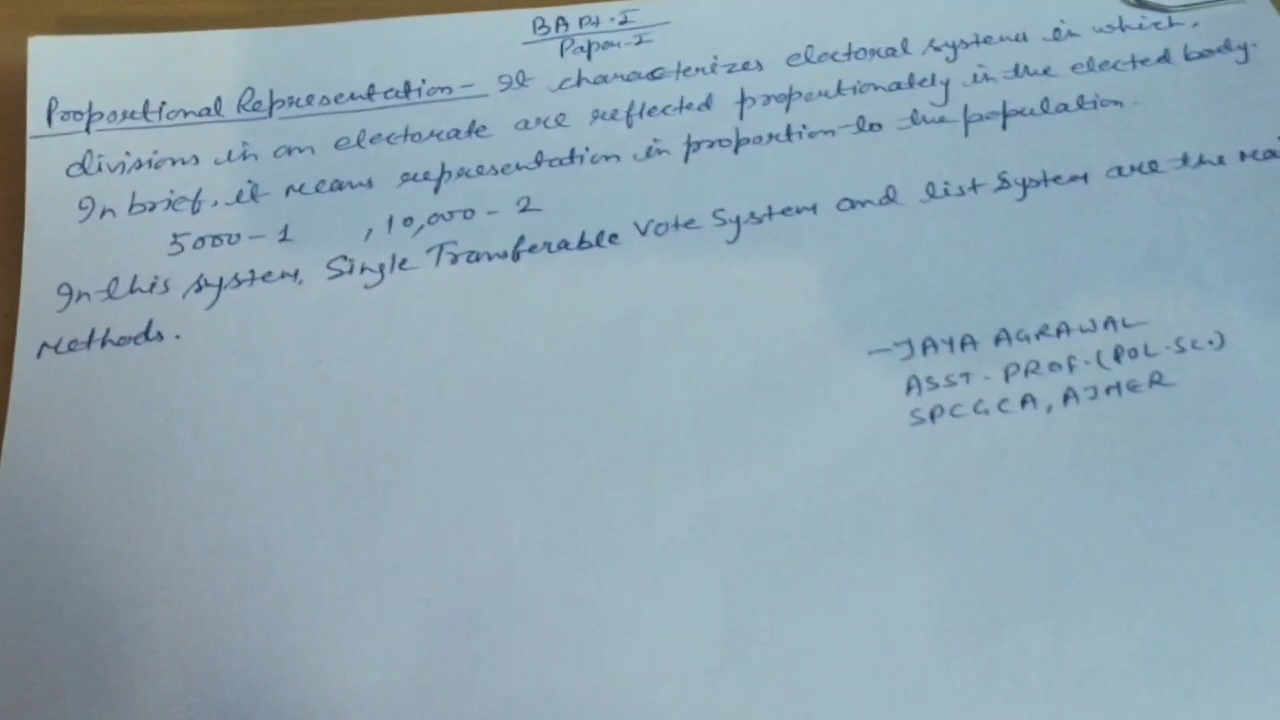 BA Pt. I
Paper-I
Proportional Representation - It characterizes electoral systems in which.
divisions in an electorate are reflected proportionately in the elected body.
In brief, it means representation in proportion to the population.
5000-1 , 10,000-2
In this system, Single Transferable Vote System and list System are the
Methods.
- JAYA AGRAWAL
ASST. PROF. (POL. SC.)
SPCGCA, AJMER